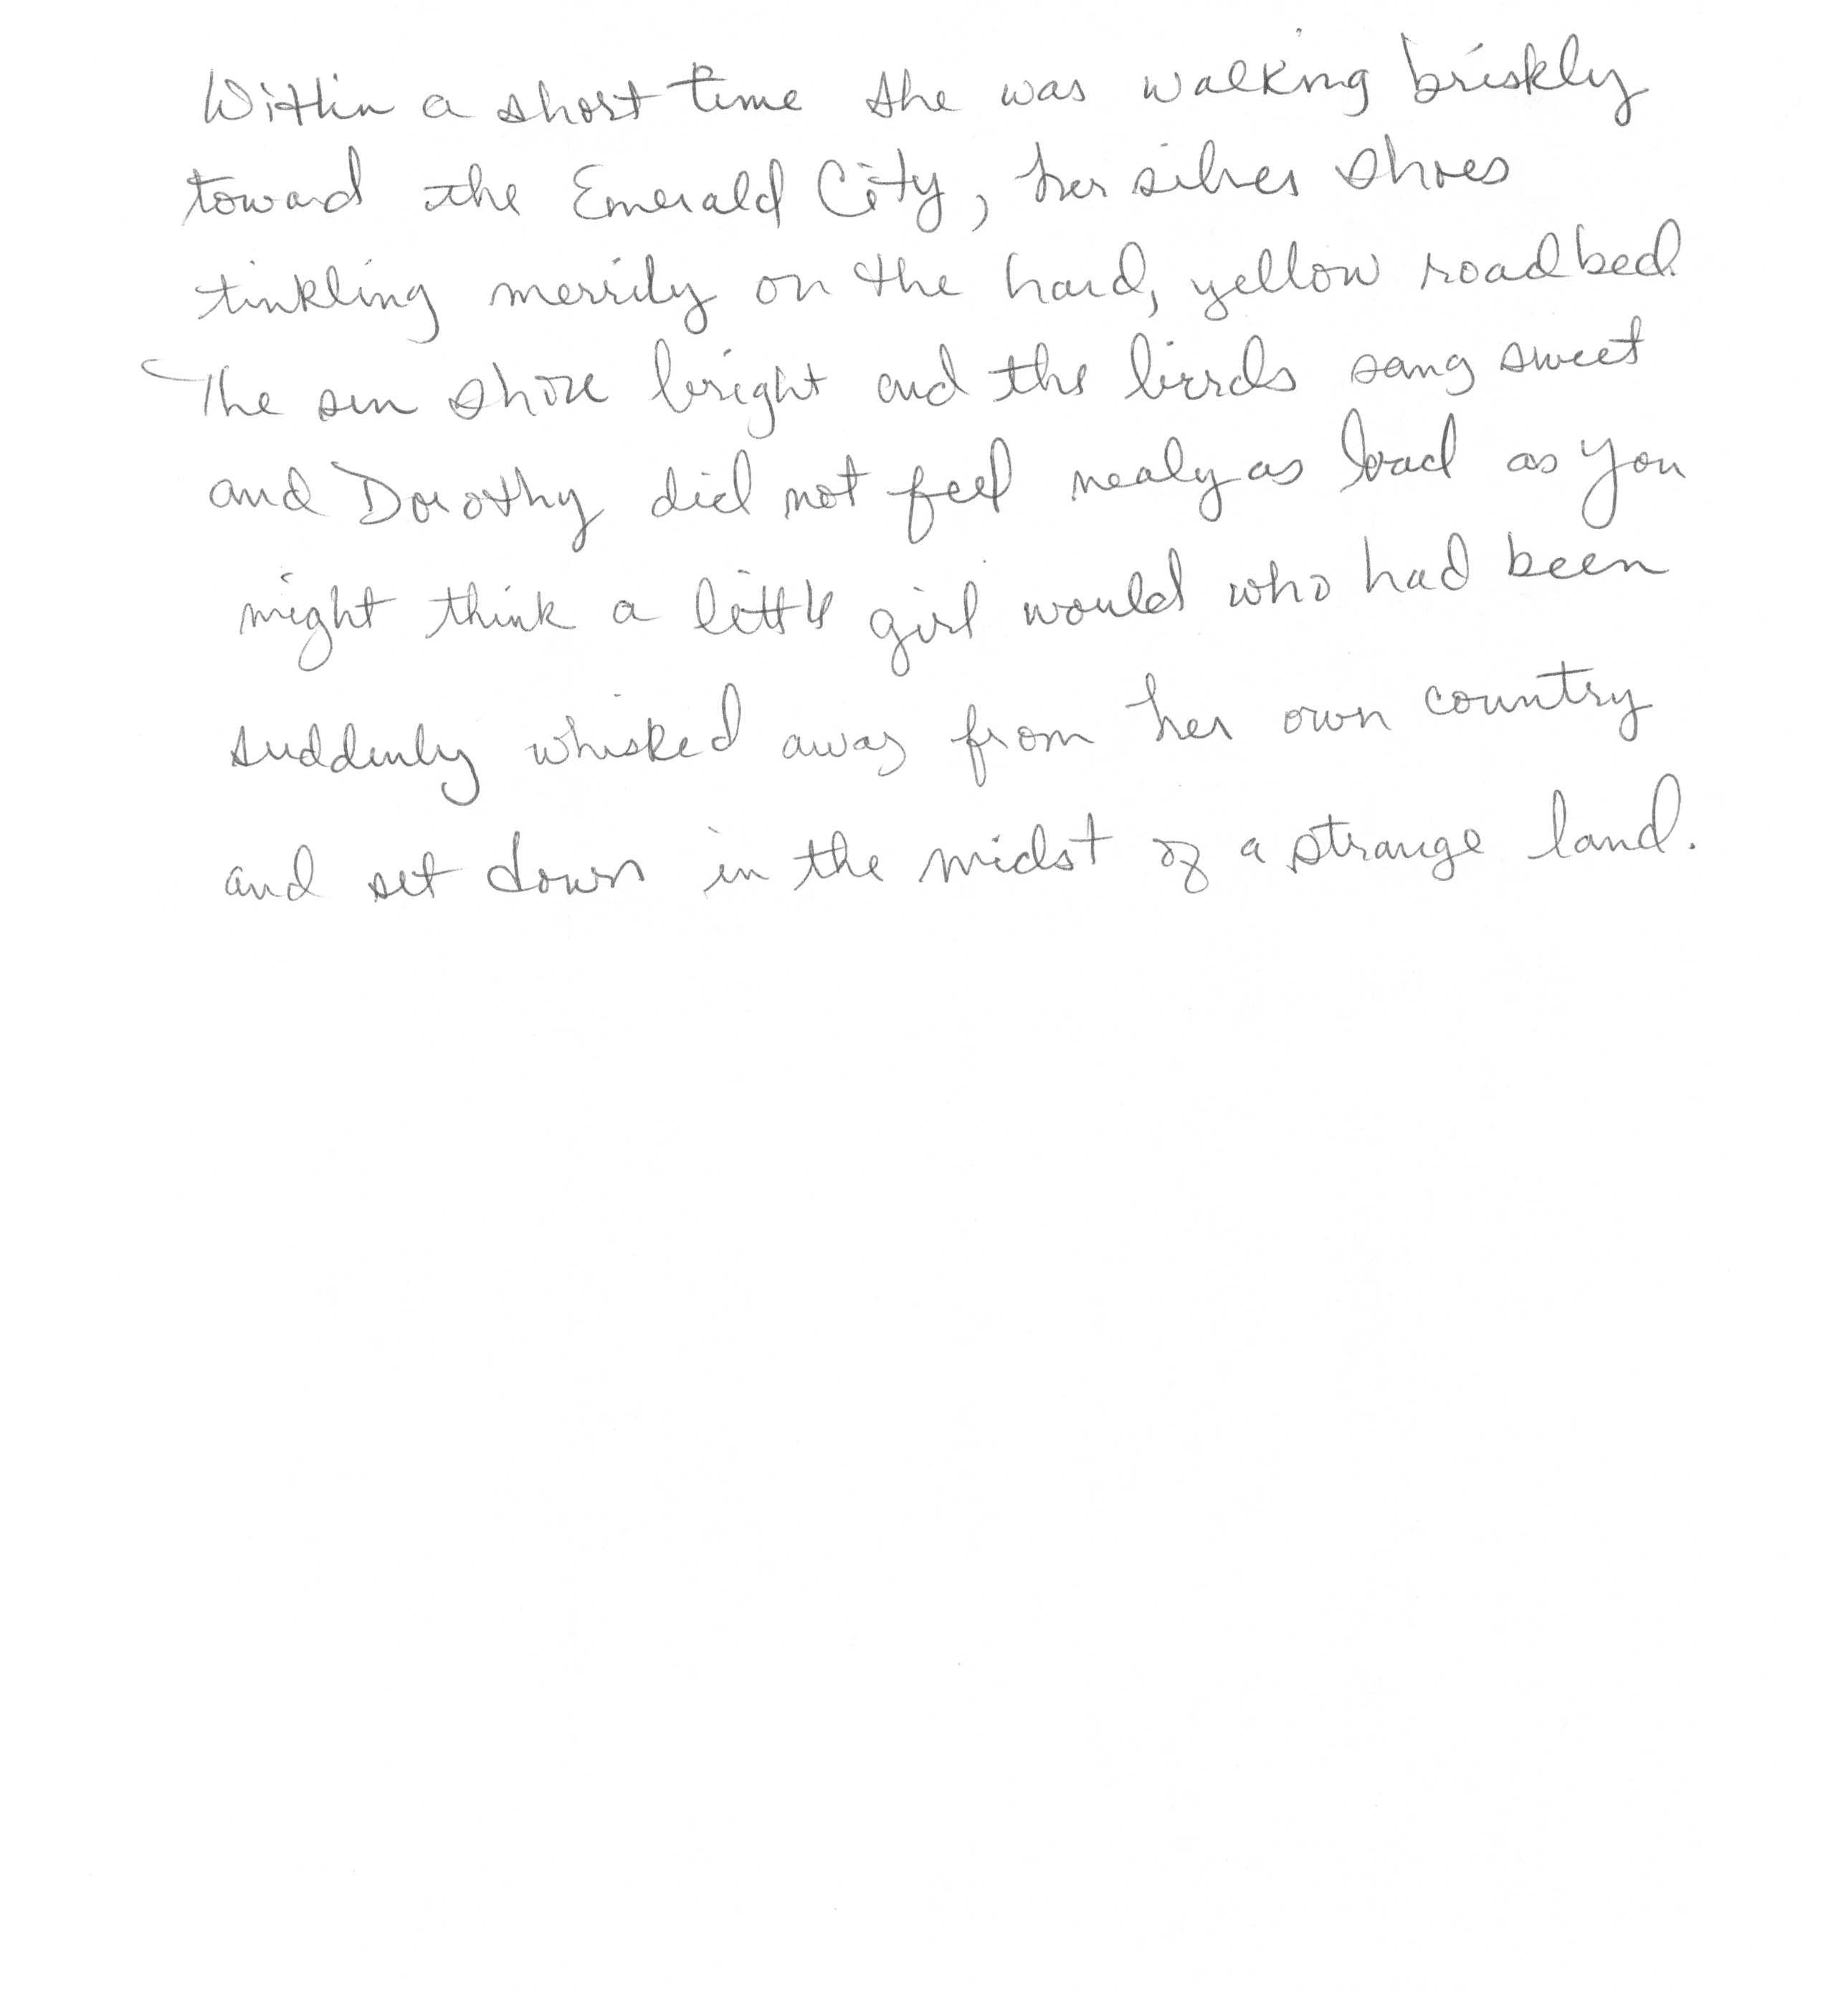 Within a short time she was walking briskly
toward the Emerald City, her silver shoes
tinkling merrily on the hard, yellow roadbed.
The sun shone bright and the birds sang sweet
and Dorothy did not feel nealy as bad as you
might think a little girl would who had been
suddenly whisked away from her own country
and set down in the midst of a strange land.